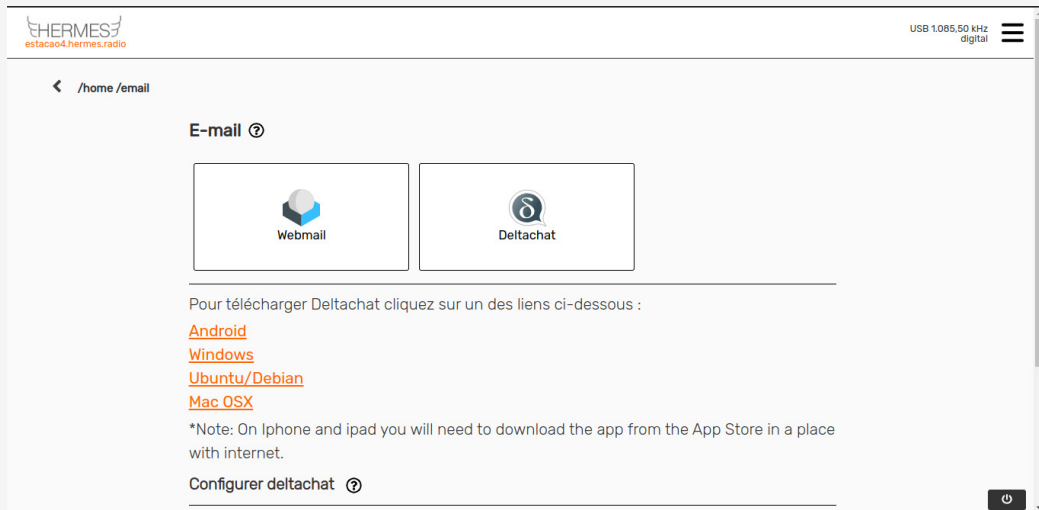 HERMES
estacao4.hermes.radio
USB 1.085,50 kHz
digital
/home /email
E-mail
Webmail
Deltachat
Pour télécharger Deltachat cliquez sur un des liens ci-dessous :
Android
Windows
Ubuntu/Debian
Mac OSX
*Note: On Iphone and ipad you will need to download the app from the App Store in a place
with internet.
Configurer deltachat